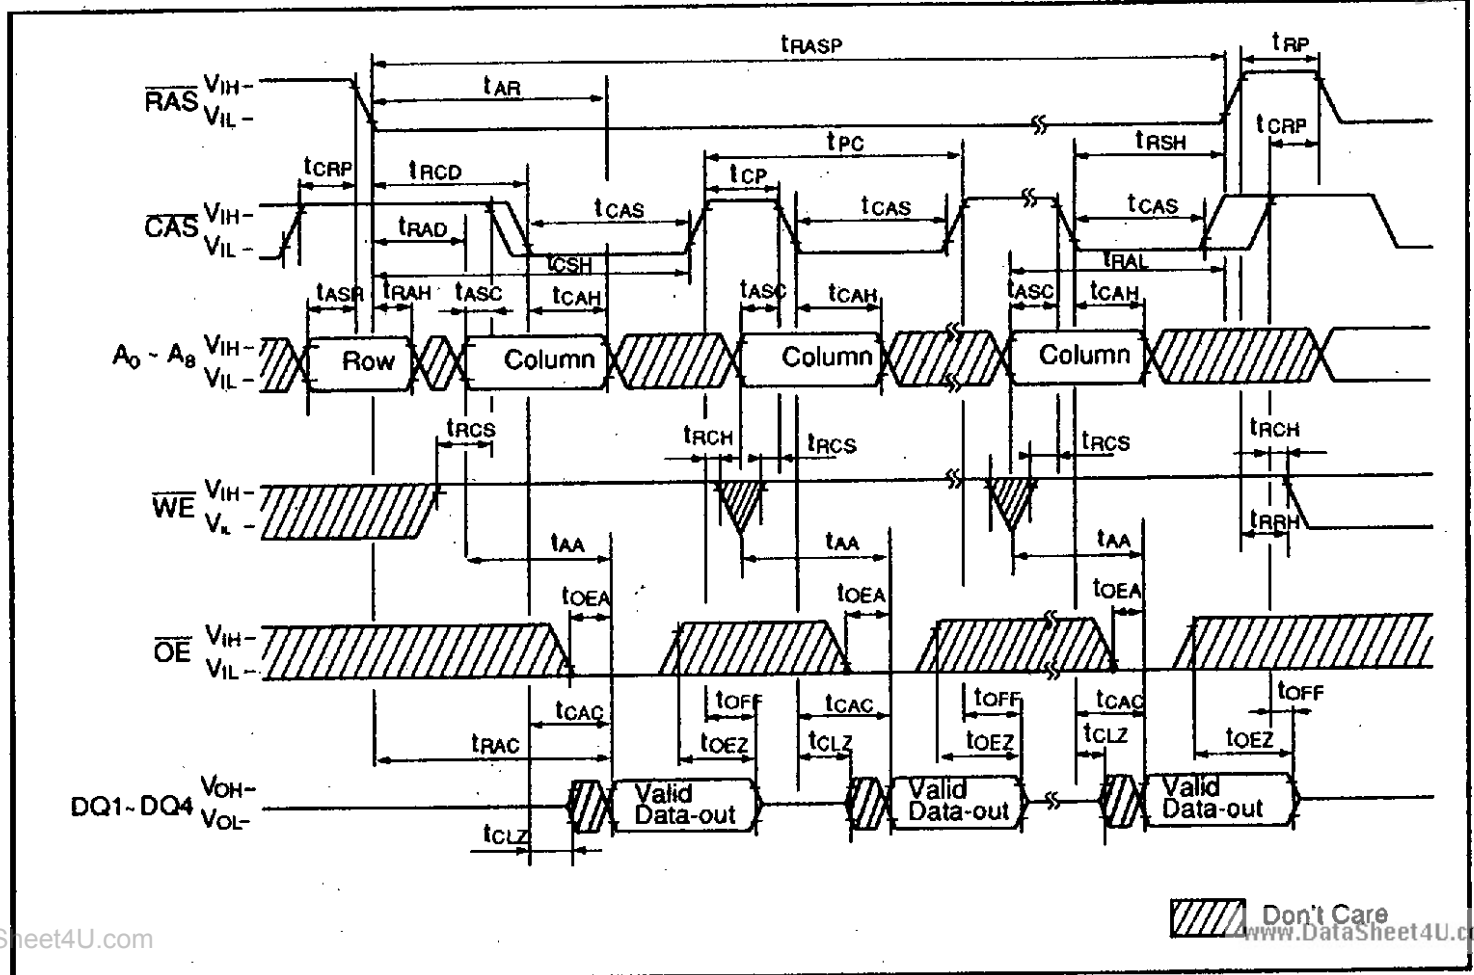 tRASP
tRP
tAR
RAS VIH-
VIL-
tCRP
tPC
tRSH
tCRP
tRCD
tCP
CAS VIH-
VIL-
tCAS
tCAS
tCAS
tRAD
tCSH
tRAL
tASR
tRAH
tASC
tCAH
tASC
tCAH
tASC
tCAH
A0 ~ A8 VIH-
VIL-
Row
Column
Column
Column
tRCS
tRCH
tRCS
tRCS
tRCH
WE VIH-
VIL -
tRRH
tAA
tAA
tAA
tOEA
tOEA
tOEA
OE VIH-
VIL-
tCAC
tOFF
tCAC
tOFF
tCAC
tOFF
tRAC
tOEZ
tCLZ
tOEZ
tCLZ
tOEZ
DQ1~DQ4 VOH-
VOL-
Valid
Data-out
Valid
Data-out
Valid
Data-out
tCLZ
Don't Care
Sheet4U.com
www.DataSheet4U.co